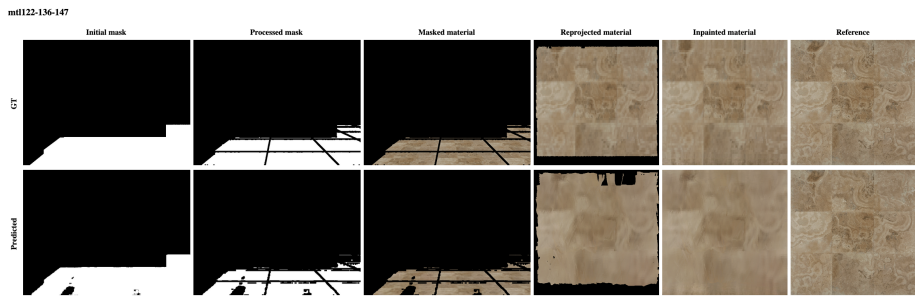 mtl122-136-147
Initial mask
Processed mask
Masked material
Reprojected material
Inpainted material
Reference
GT
Predicted